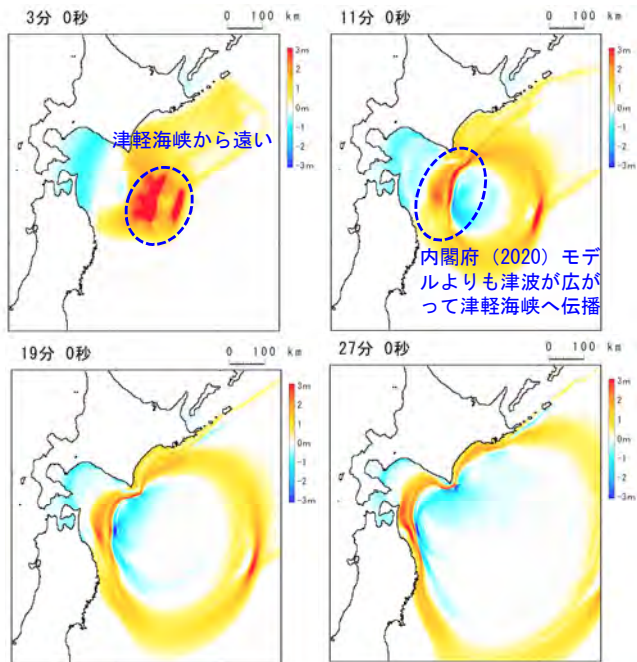 3分 0秒
0 100 km
3m
2
1
0m
-1
-2
-3m
津軽海峡から遠い
11分 0秒
0 100 km
3m
2
1
0m
-1
-2
-3m
内閣府（2020）モデ
ルよりも津波が広が
って津軽海峡へ伝播
19分 0秒
0 100 km
3m
2
1
0m
-1
-2
-3m
27分 0秒
0 100 km
3m
2
1
0m
-1
-2
-3m